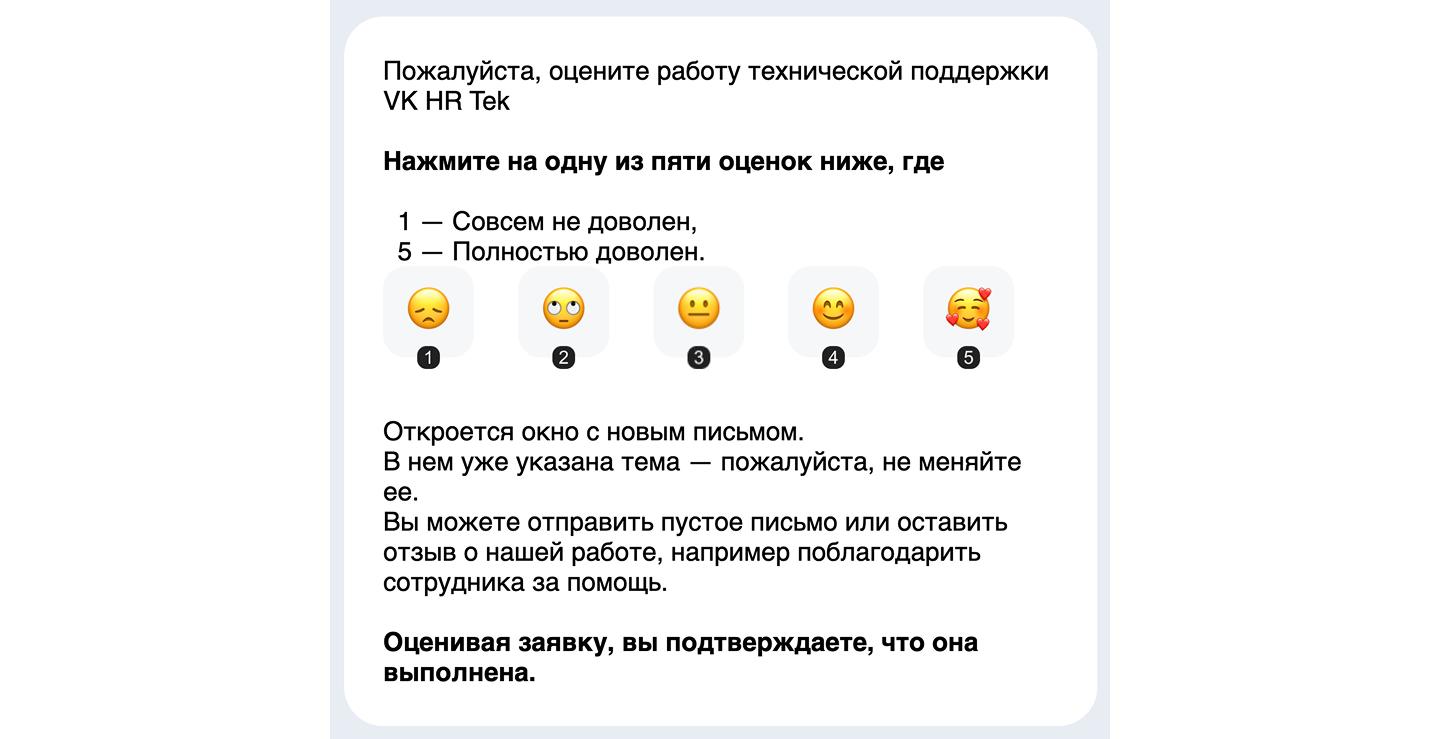 Пожалуйста, оцените работу технической поддержки
VK HR Tek
Нажмите на одну из пяти оценок ниже, где
1 — Совсем не доволен,
5 — Полностью доволен.
1 2 3 4 5
Откроется окно с новым письмом.
В нем уже указана тема — пожалуйста, не меняйте
ее.
Вы можете отправить пустое письмо или оставить
отзыв о нашей работе, например поблагодарить
сотрудника за помощь.
Оценивая заявку, вы подтверждаете, что она
выполнена.